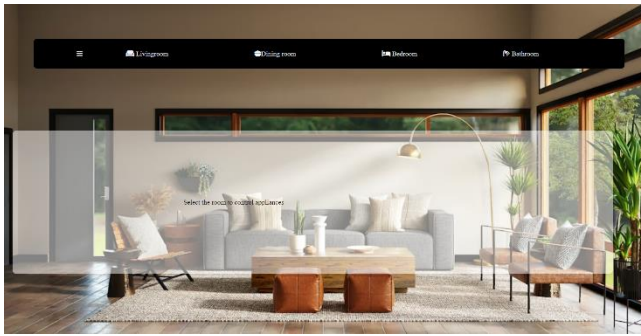 Livingroom
Dining room
Bedroom
Bathroom
Select the room to control appliances